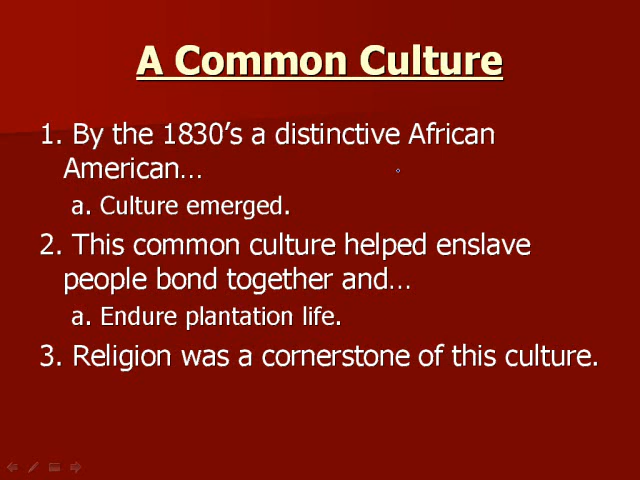 A Common Culture
1. By the 1830's a distinctive African
American...
a. Culture emerged.
2. This common culture helped enslave
people bond together and...
a. Endure plantation life.
3. Religion was a cornerstone of this culture.